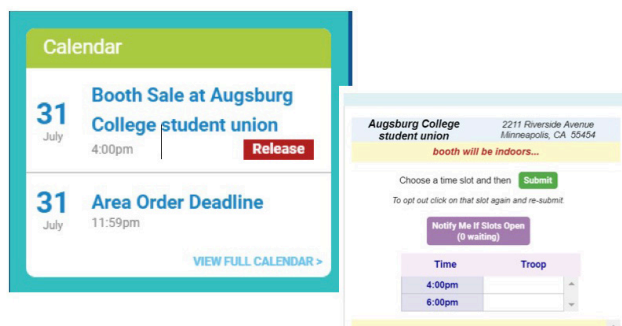 Calendar
31
July
Booth Sale at Augsburg
College student union
4:00pm
Release
31
July
Area Order Deadline
11:59pm
VIEW FULL CALENDAR >
Augsburg College
student union
2211 Riverside Avenue
Minneapolis, CA 55454
booth will be indoors...
Choose a time slot and then Submit
To opt out click on that slot again and re-submit.
Notify Me If Slots Open
(0 waiting)
Time Troop
4:00pm
6:00pm